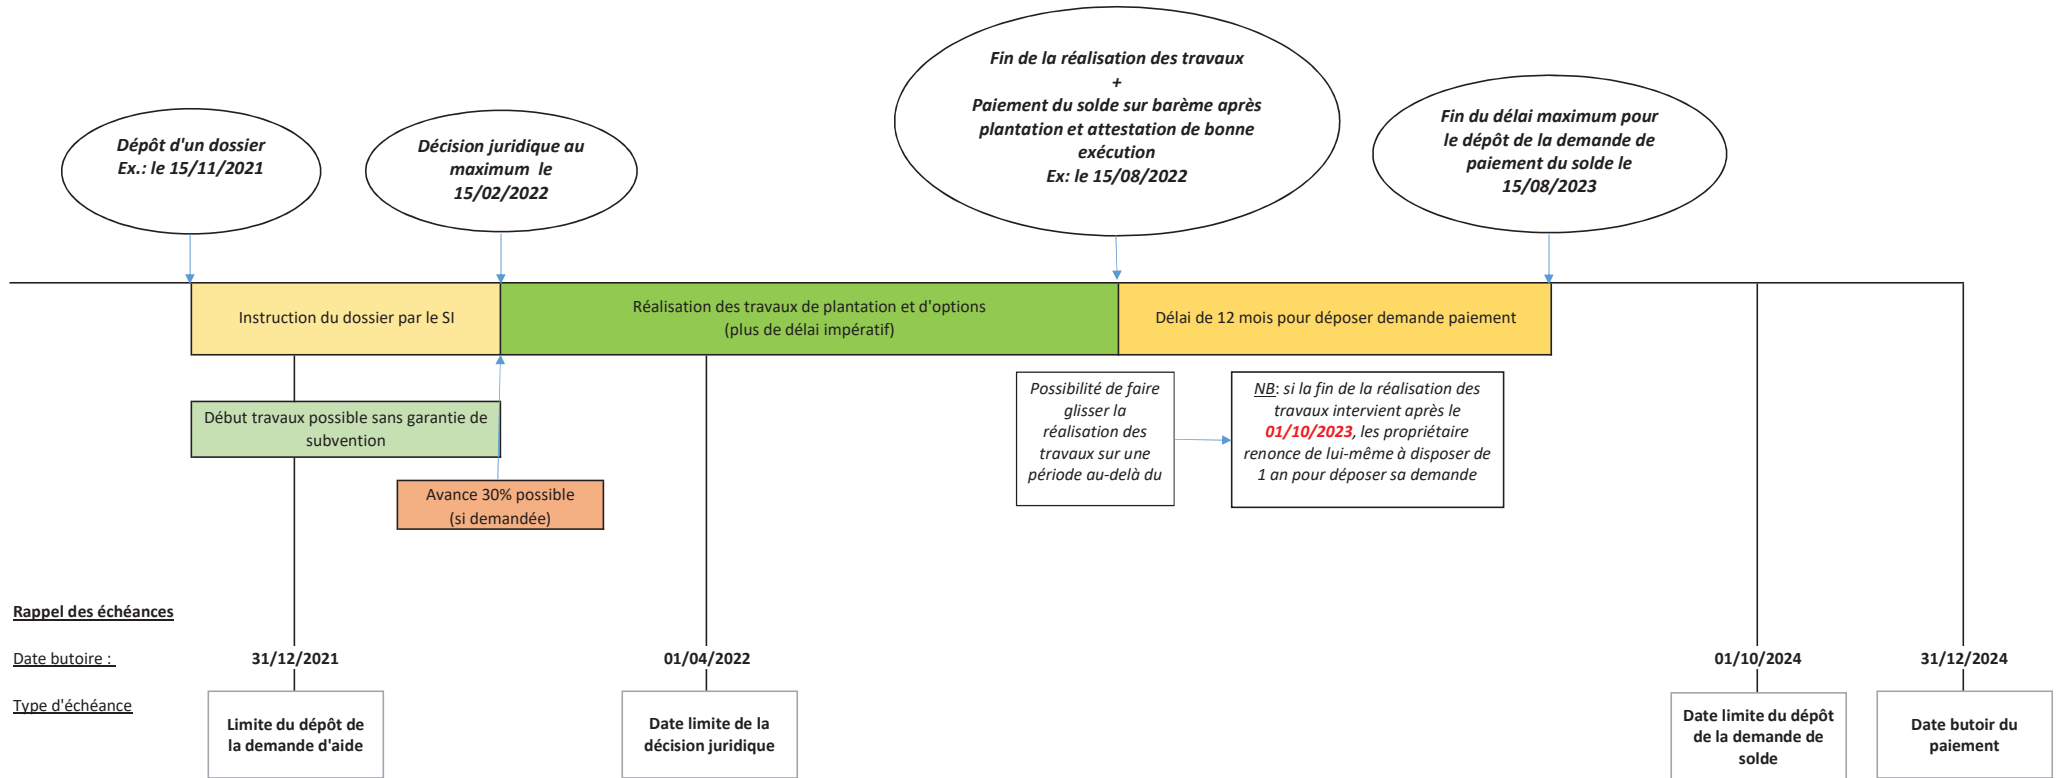 Dépôt d'un dossier
Ex.: le 15/11/2021
Décision juridique au
maximum le
15/02/2022
Fin de la réalisation des travaux
+
Paiement du solde sur barème après
plantation et attestation de bonne
exécution
Ex: le 15/08/2022
Fin du délai maximum pour
le dépôt de la demande de
paiement du solde le
15/08/2023
Instruction du dossier par le SI
Réalisation des travaux de plantation et d'options
(plus de délai impératif)
Délai de 12 mois pour déposer demande paiement
Début travaux possible sans garantie de
subvention
Avance 30% possible
(si demandée)
Possibilité de faire
glisser la
réalisation des
travaux sur une
période au-delà du
NB: si la fin de la réalisation des
travaux intervient après le
01/10/2023, les propriétaire
renonce de lui-même à disposer de
1 an pour déposer sa demande
Rappel des échéances
Date butoire :
31/12/2021
01/04/2022
01/10/2024
31/12/2024
Type d'échéance
Limite du dépôt de
la demande d'aide
Date limite de la
décision juridique
Date limite du dépôt
de la demande de
solde
Date butoir du
paiement